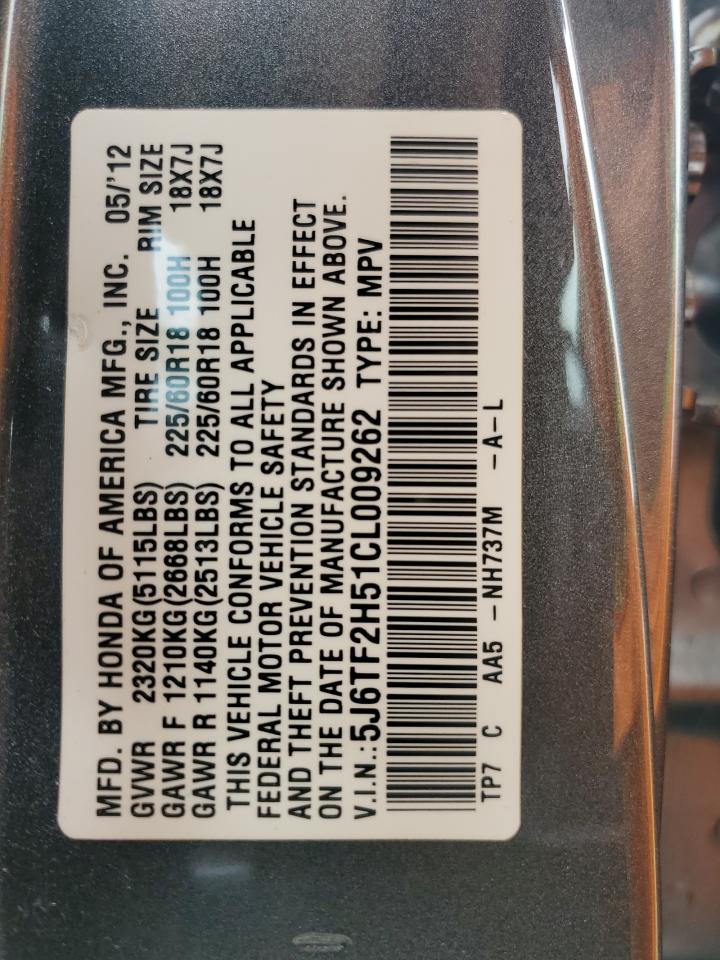 MFD. BY HONDA OF AMERICA MFG., INC. 05/'12
GVWR 2320KG(5115LBS) TIRE SIZE RIM SIZE
GAWR F 1210KG(2668LBS) 225/60R18 100H 18X7J
GAWR R 1140KG(2513LBS) 225/60R18 100H 18X7J
THIS VEHICLE CONFORMS TO ALL APPLICABLE
FEDERAL MOTOR VEHICLE SAFETY
AND THEFT PREVENTION STANDARDS IN EFFECT
ON THE DATE OF MANUFACTURE SHOWN ABOVE.
V.I.N.:5J6TF2H51CL009262 TYPE: MPV
TP7 C AA5 -NH737M -A-L